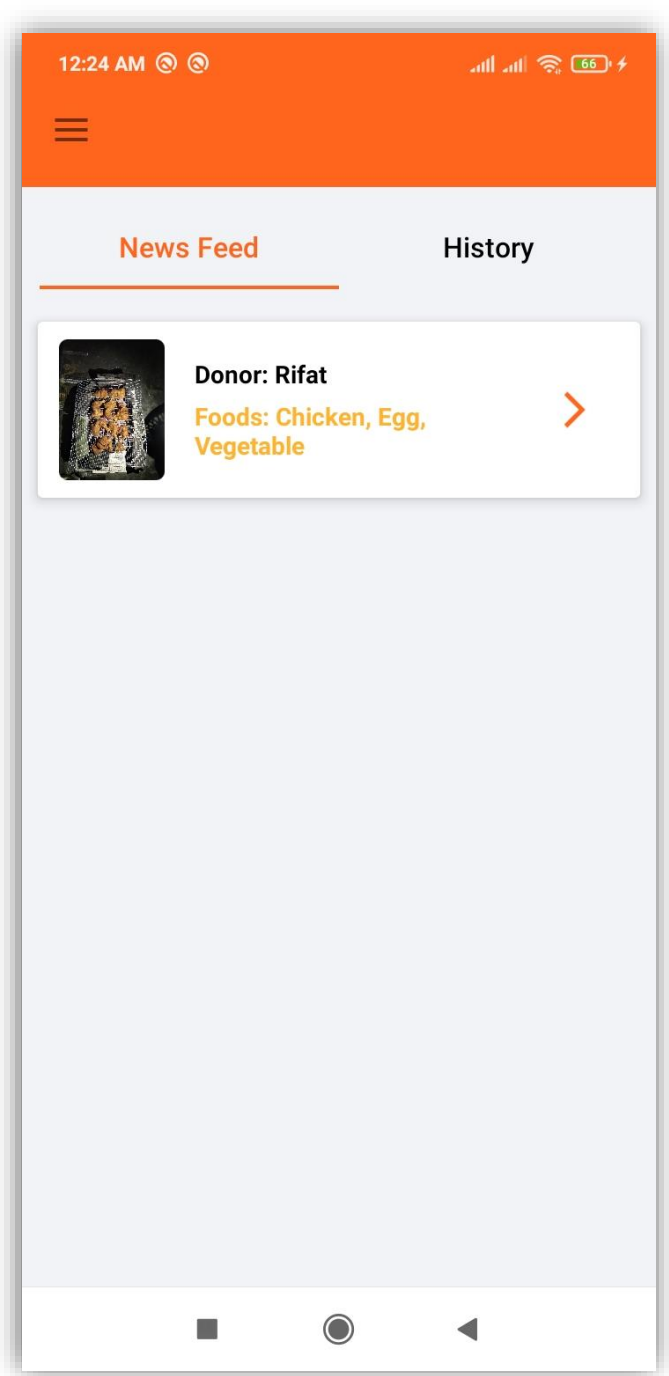 12:24 AM
66
News Feed
History
Donor: Rifat
Foods: Chicken, Egg,
Vegetable